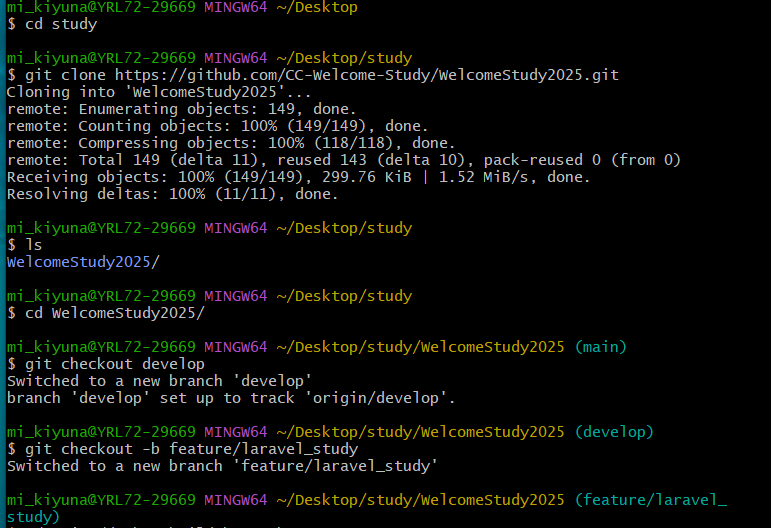 mi_kiyuna@YRL72-29669 MINGW64 ~/Desktop
$ cd study
mi_kiyuna@YRL72-29669 MINGW64 ~/Desktop/study
$ git clone https://github.com/CC-Welcome-Study/WelcomeStudy2025.git
Cloning into 'WelcomeStudy2025'...
remote: Enumerating objects: 149, done.
remote: Counting objects: 100% (149/149), done.
remote: Compressing objects: 100% (118/118), done.
remote: Total 149 (delta 11), reused 143 (delta 10), pack-reused 0 (from 0)
Receiving objects: 100% (149/149), 299.76 KiB | 1.52 MiB/s, done.
Resolving deltas: 100% (11/11), done.
mi_kiyuna@YRL72-29669 MINGW64 ~/Desktop/study
$ ls
WelcomeStudy2025/
mi_kiyuna@YRL72-29669 MINGW64 ~/Desktop/study
$ cd WelcomeStudy2025/
mi_kiyuna@YRL72-29669 MINGW64 ~/Desktop/study/WelcomeStudy2025 (main)
$ git checkout develop
Switched to a new branch 'develop'
branch 'develop' set up to track 'origin/develop'.
mi_kiyuna@YRL72-29669 MINGW64 ~/Desktop/study/WelcomeStudy2025 (develop)
$ git checkout -b feature/laravel_study
Switched to a new branch 'feature/laravel_study'
mi_kiyuna@YRL72-29669 MINGW64 ~/Desktop/study/WelcomeStudy2025 (feature/laravel_
study)